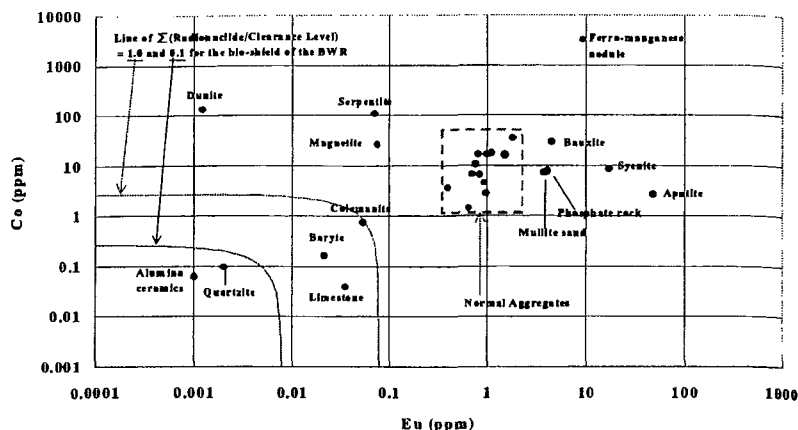 10000
1000
100
10
1
0.1
0,01
0.001
Co (ppm)
Line of Σ(Radionuclide/Clearance Level)
= 1.0 and 0.1 for the bio-shield of the BWR
Ferro-manganese
nodule
Dunite
Serpentite
Magnetite
Bauxite
Syenite
Apatite
Phosphate rock
Mullite sand
Colemanite
Baryte
Alumina
ceramics
Quartzite
Limestone
Normal Aggregates
0.0001 0.001 0.01 0.1 1 10 100 1000
Eu (ppm)